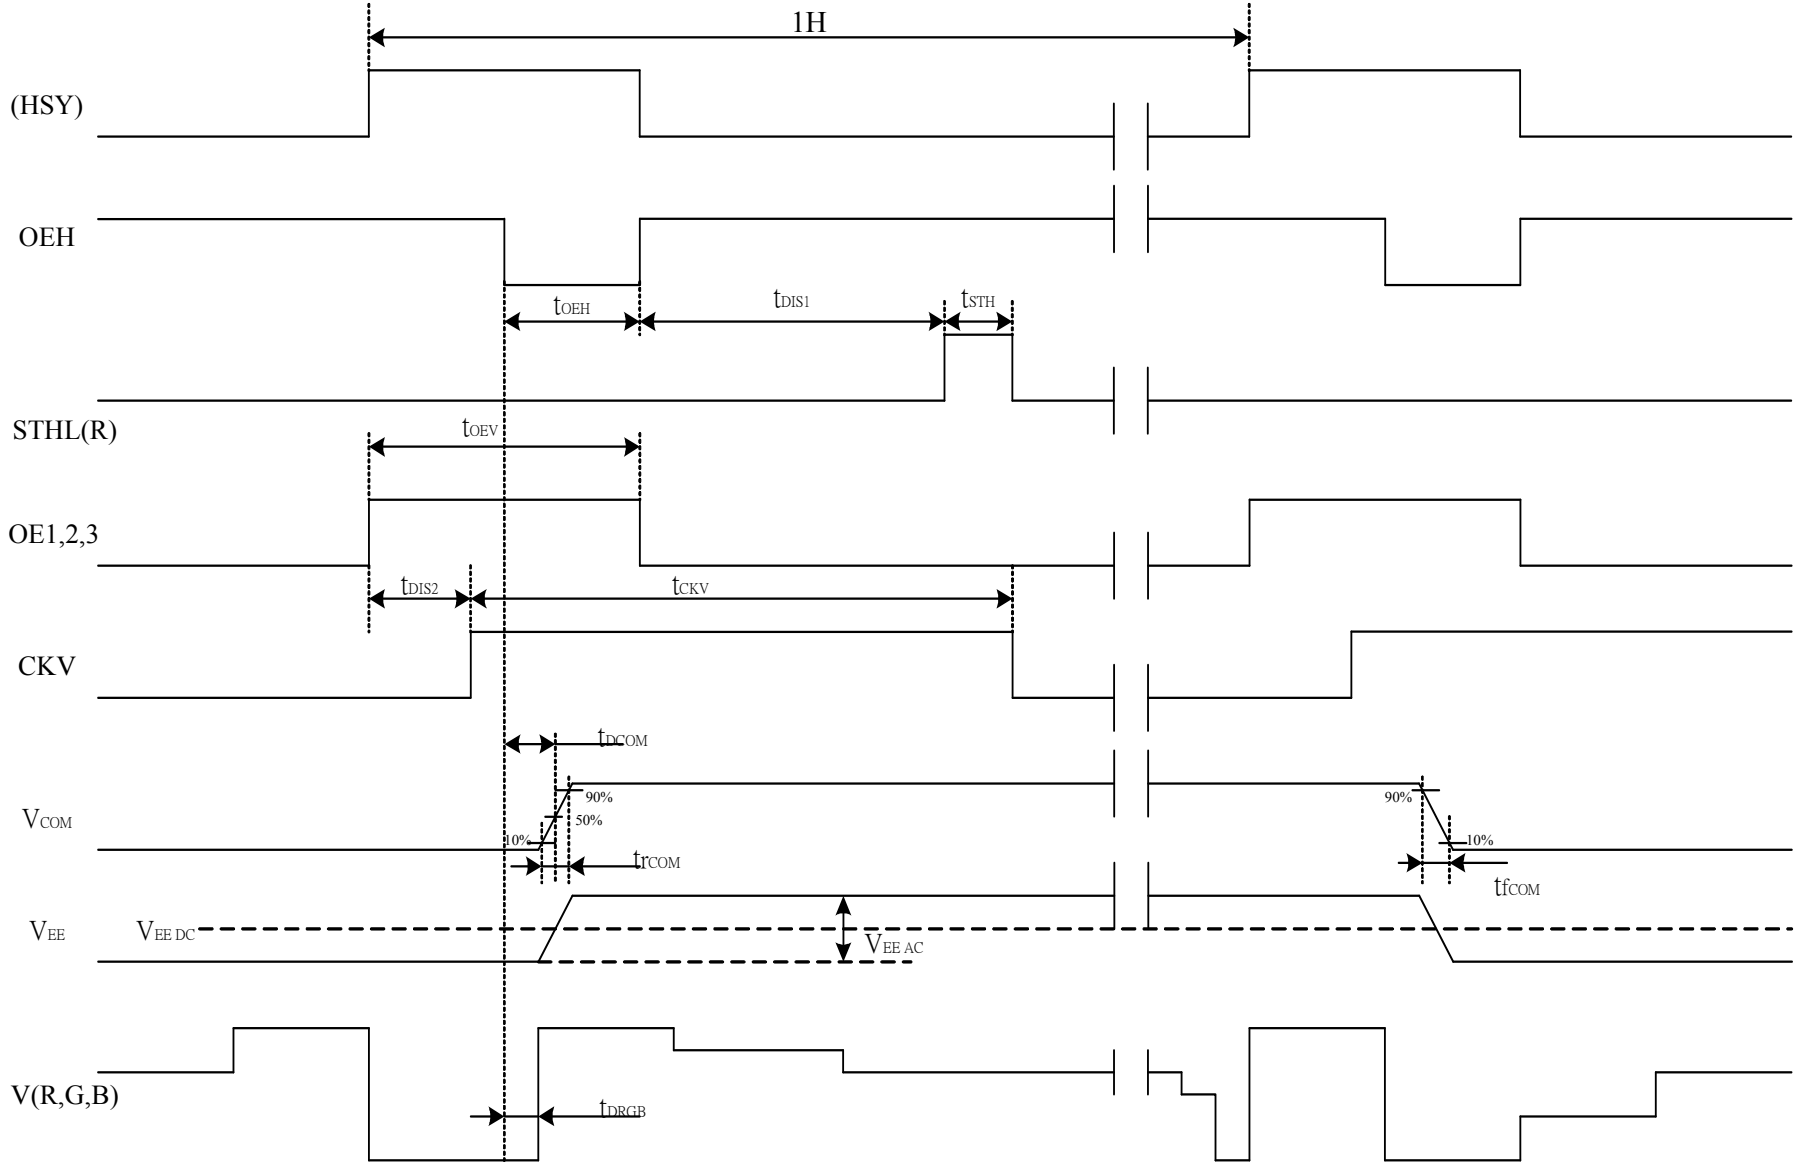 1H
(HSY)
OEH
tOEH
tDIS1
tSTH
STHL(R)
tOEV
OE1,2,3
tDIS2
tCKV
CKV
tDCOM
90%
90%
VCOM
50%
10%
10%
trCOM
tfCOM
VEE
VEE DC
VEE AC
V(R,G,B)
tDRGB